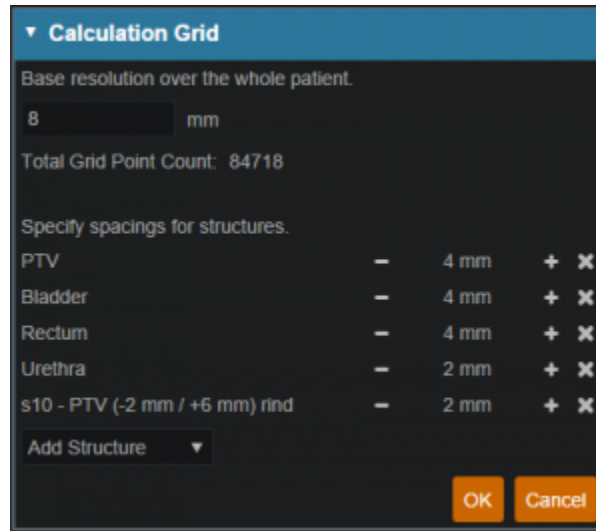 Calculation Grid
Base resolution over the whole patient.
8 mm
Total Grid Point Count: 84718
Specify spacings for structures.
PTV − 4 mm + ×
Bladder − 4 mm + ×
Rectum − 4 mm + ×
Urethra − 2 mm + ×
s10 - PTV (-2 mm / +6 mm) rind − 2 mm + ×
Add Structure
OK Cancel